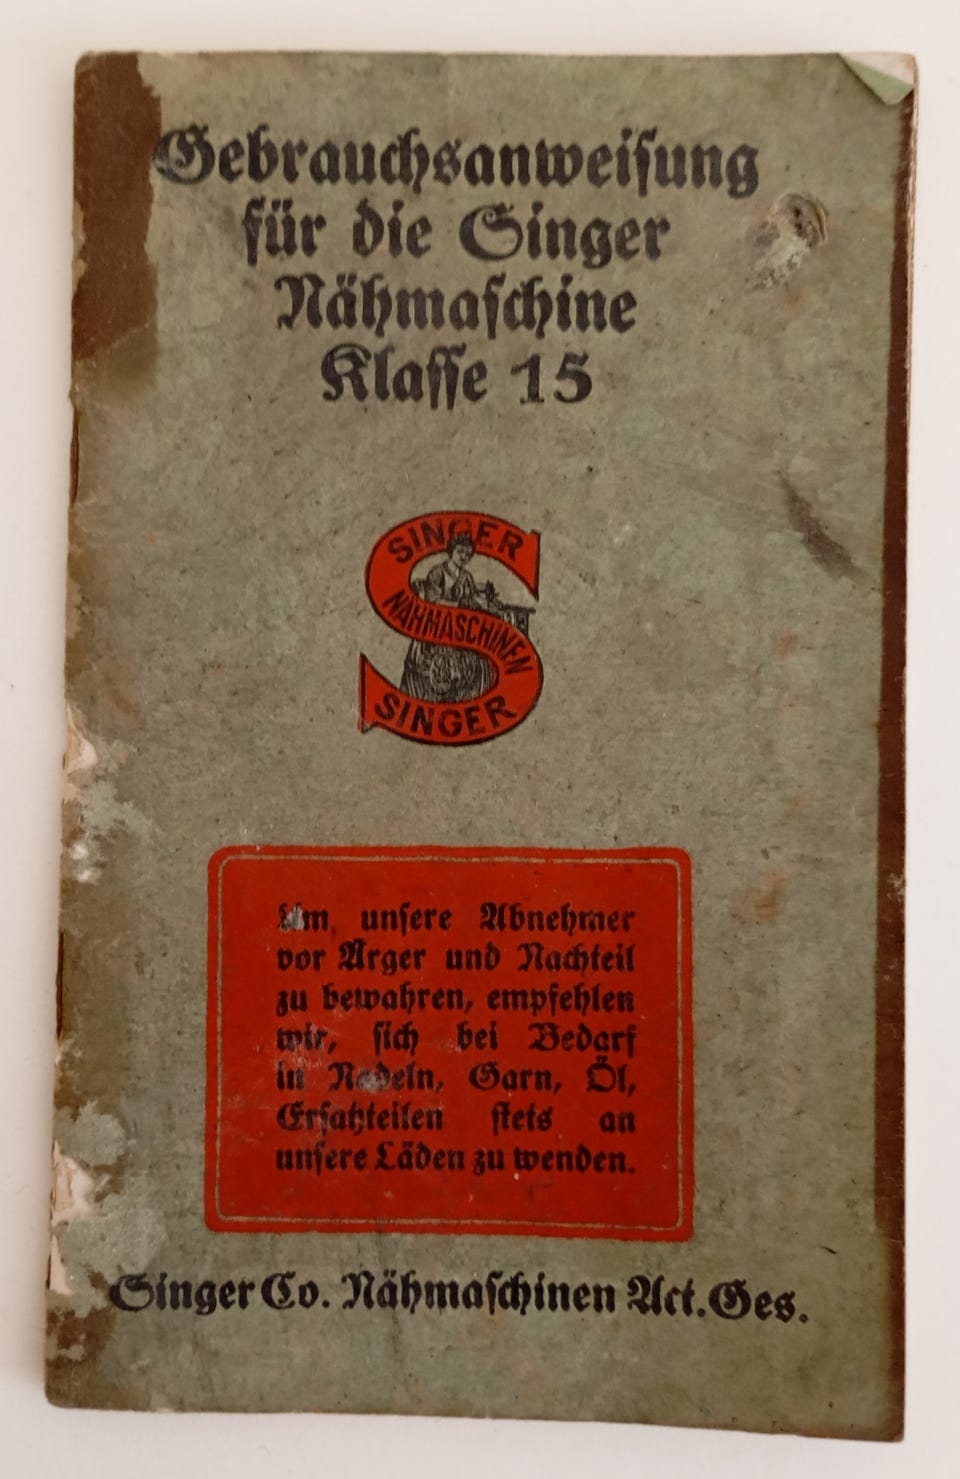 Gebrauchsanweiſung
für die Singer
Nähmaſchine
Klaſſe 15
SINGER
NÄHMASCHINEN
SINGER
Um unſere Abnehmer
vor Ärger und Nachteil
zu bewahren, empfehlen
wir, ſich bei Bedarf
in Nadeln, Garn, Öl,
Erſatzteilen ſtets an
unſere Läden zu wenden.
Singer Co. Nähmaſchinen Act. Geſ.